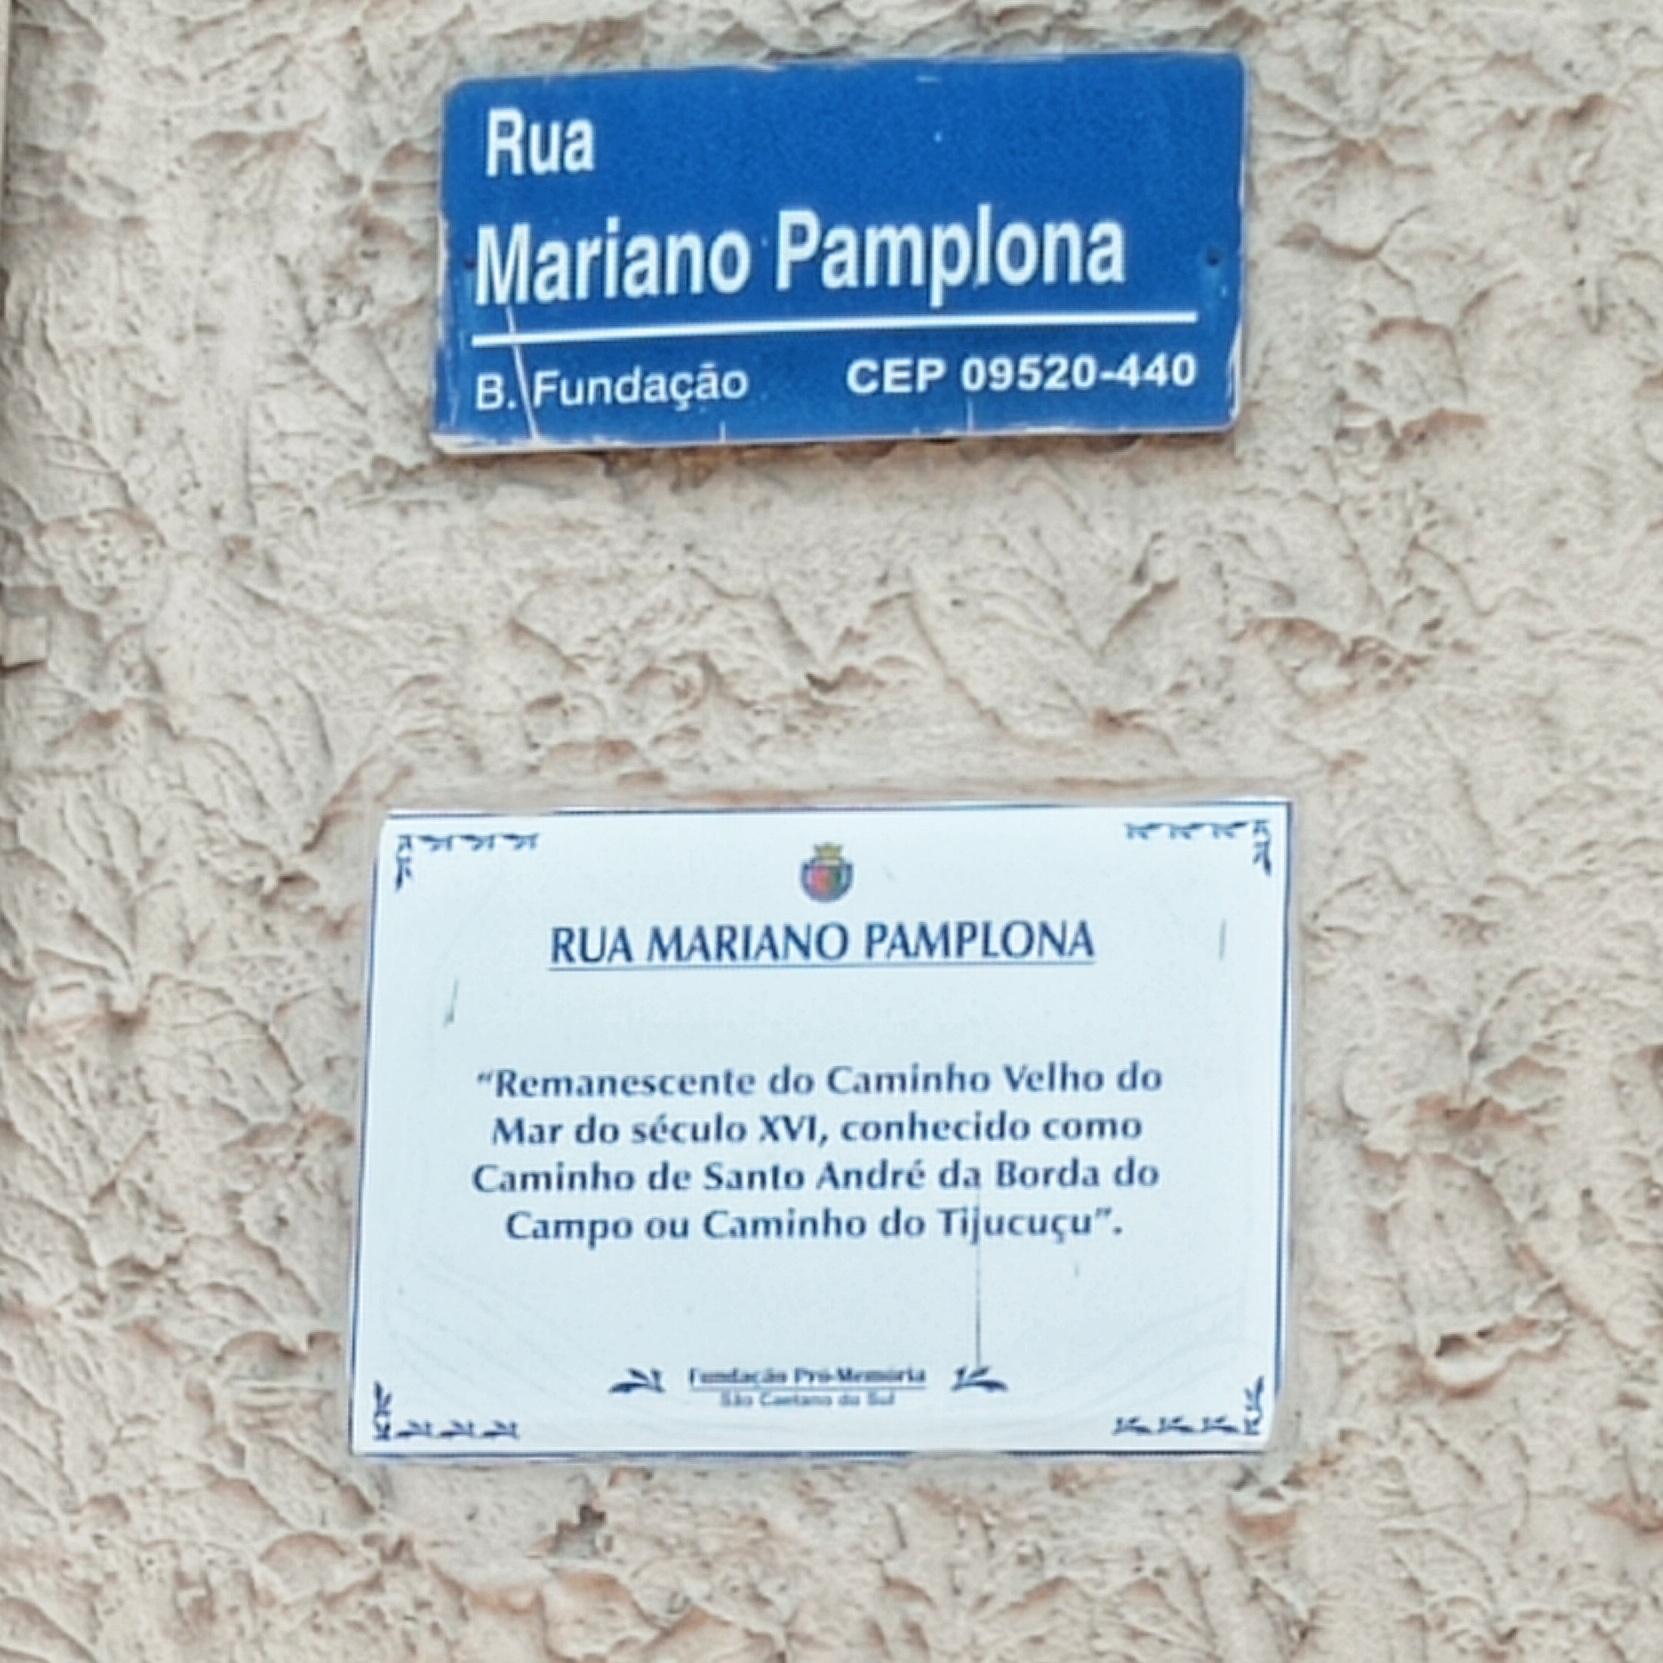 Rua
Mariano Pamplona
B. Fundação CEP 09520-440
RUA MARIANO PAMPLONA
“Remanescente do Caminho Velho do
Mar do século XVI, conhecido como
Caminho de Santo André da Borda do
Campo ou Caminho do Tijucuçu”.
Fundação Pró-Memória
São Caetano do Sul